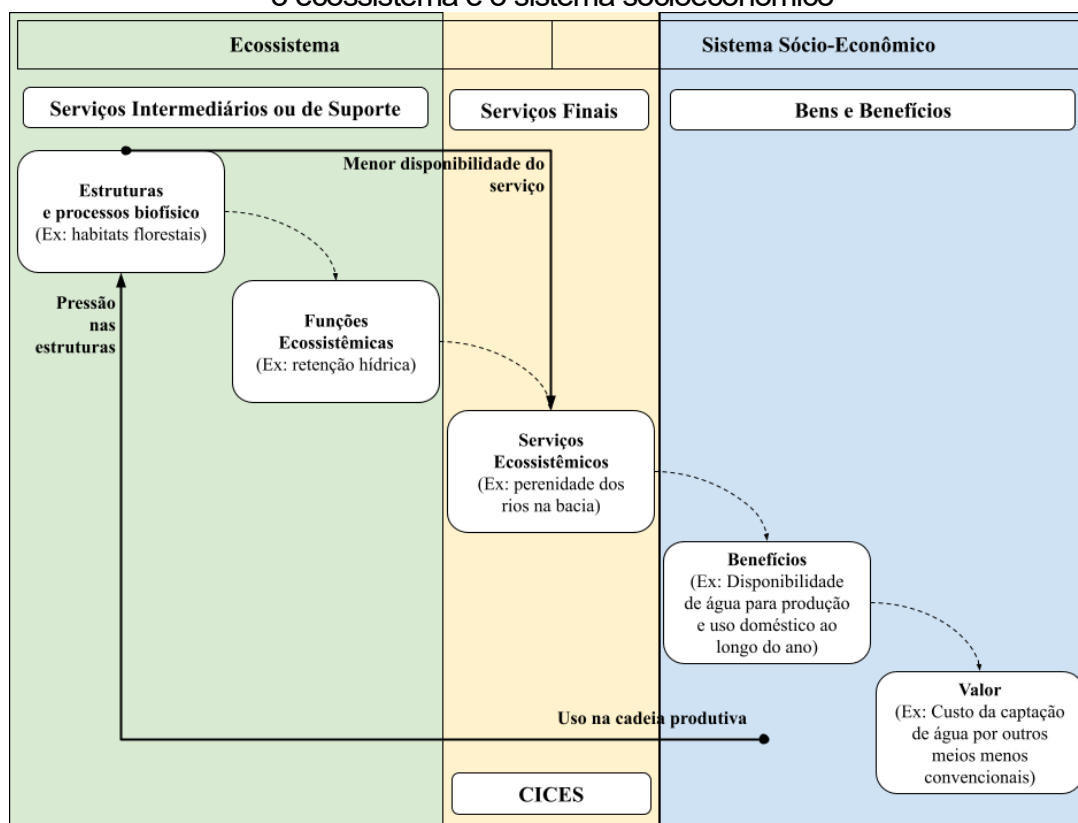 o ecossistema e o sistema socioeconômico
Ecossistema
Sistema Sócio-Econômico
Serviços Intermediários ou de Suporte
Serviços Finais
Bens e Benefícios
Menor disponibilidade do
serviço
Estruturas
e processos biofísico
(Ex: habitats florestais)
Pressão
nas
estruturas
Funções
Ecossistêmicas
(Ex: retenção hídrica)
Serviços
Ecossistêmicos
(Ex: perenidade dos
rios na bacia)
Benefícios
(Ex: Disponibilidade
de água para produção
e uso doméstico ao
longo do ano)
Valor
(Ex: Custo da captação
de água por outros
meios menos
convencionais)
Uso na cadeia produtiva
CICES